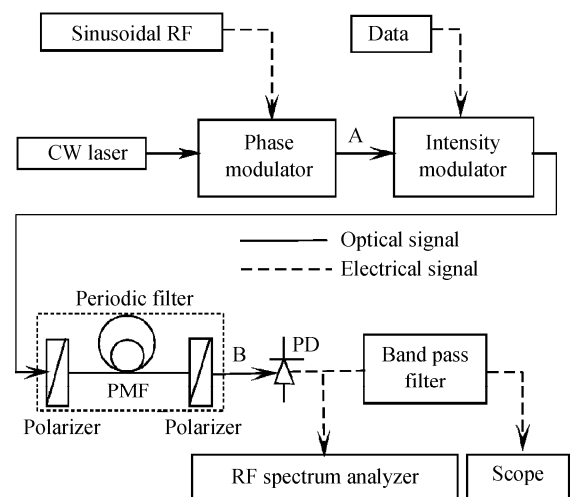 Sinusoidal RF
Data
CW laser
Phase
modulator
A
Intensity
modulator
Optical signal
Electrical signal
Periodic filter
PMF
Polarizer
Polarizer
B
PD
Band pass
filter
RF spectrum analyzer
Scope